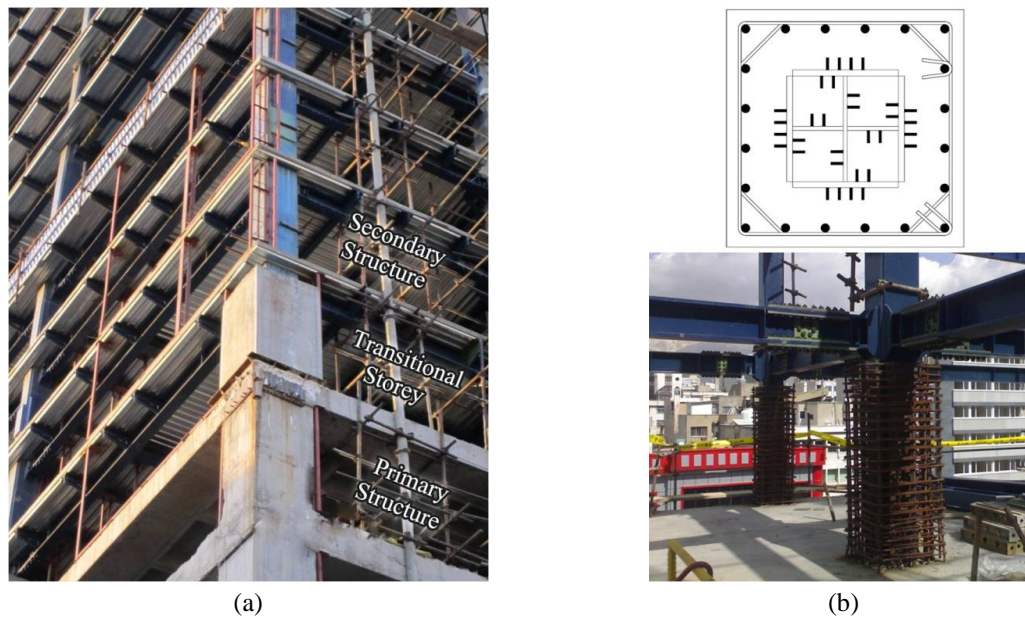 Secondary
Structure
Transitional
Storey
Primary
Structure
(a)
(b)